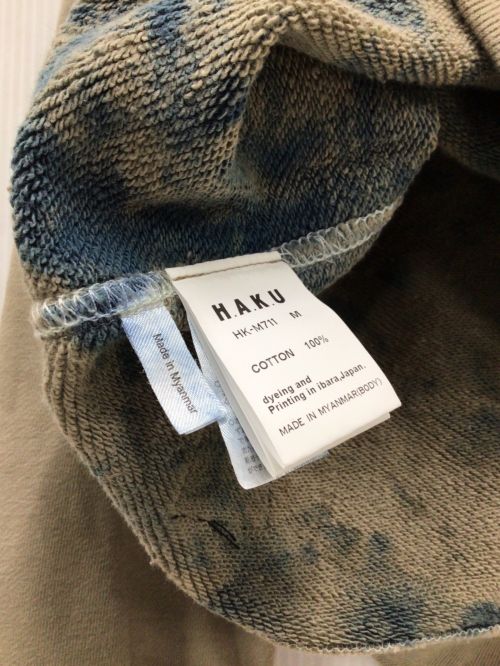 H.A.K.U
HK-M711 M
COTTON 100%
dyeing and
Printing in ibara,Japan.
MADE IN MYANMAR(BODY)
Made in Myanmar